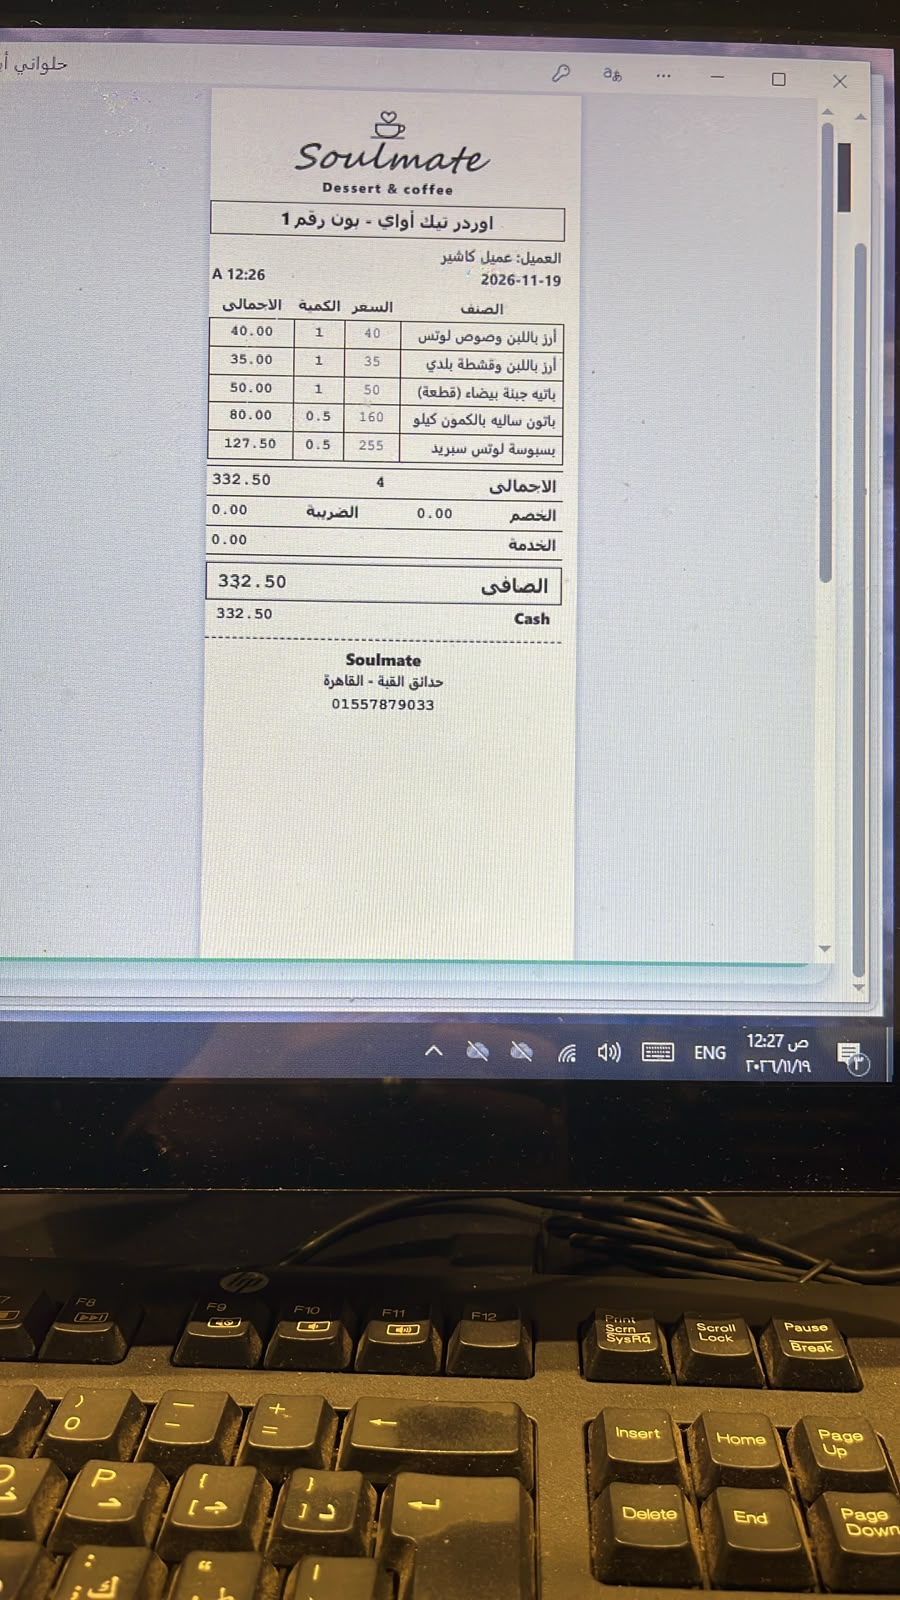 حلواني أ
Soulmate
Dessert & coffee
اوردر تيك أواي - بون رقم 1
العميل: عميل كاشير
2026-11-19 A 12:26
الصنف السعر الكمية الاجمالى
أرز باللبن وصوص لوتس 40 1 40.00
أرز باللبن وقشطة بلدي 35 1 35.00
باتيه جبنة بيضاء (قطعة) 50 1 50.00
باتون ساليه بالكمون كيلو 160 0.5 80.00
بسبوسة لوتس سبريد 255 0.5 127.50
الاجمالى 4 332.50
الخصم 0.00 الضريبة 0.00
الخدمة 0.00
الصافى 332.50
Cash 332.50
Soulmate
حدائق القبة - القاهرة
01557879033
ENG 12:27 ص
٢٠٢٦/١١/١٩
٣
hp
F8 F9 F10 F11 F12
Print Scrn SysRq
Scroll Lock
Pause Break
) 0 — - + = ←
Insert Home Page Up
P ح { [ ج } ] د
Delete End Page Down
: ; ك " ط